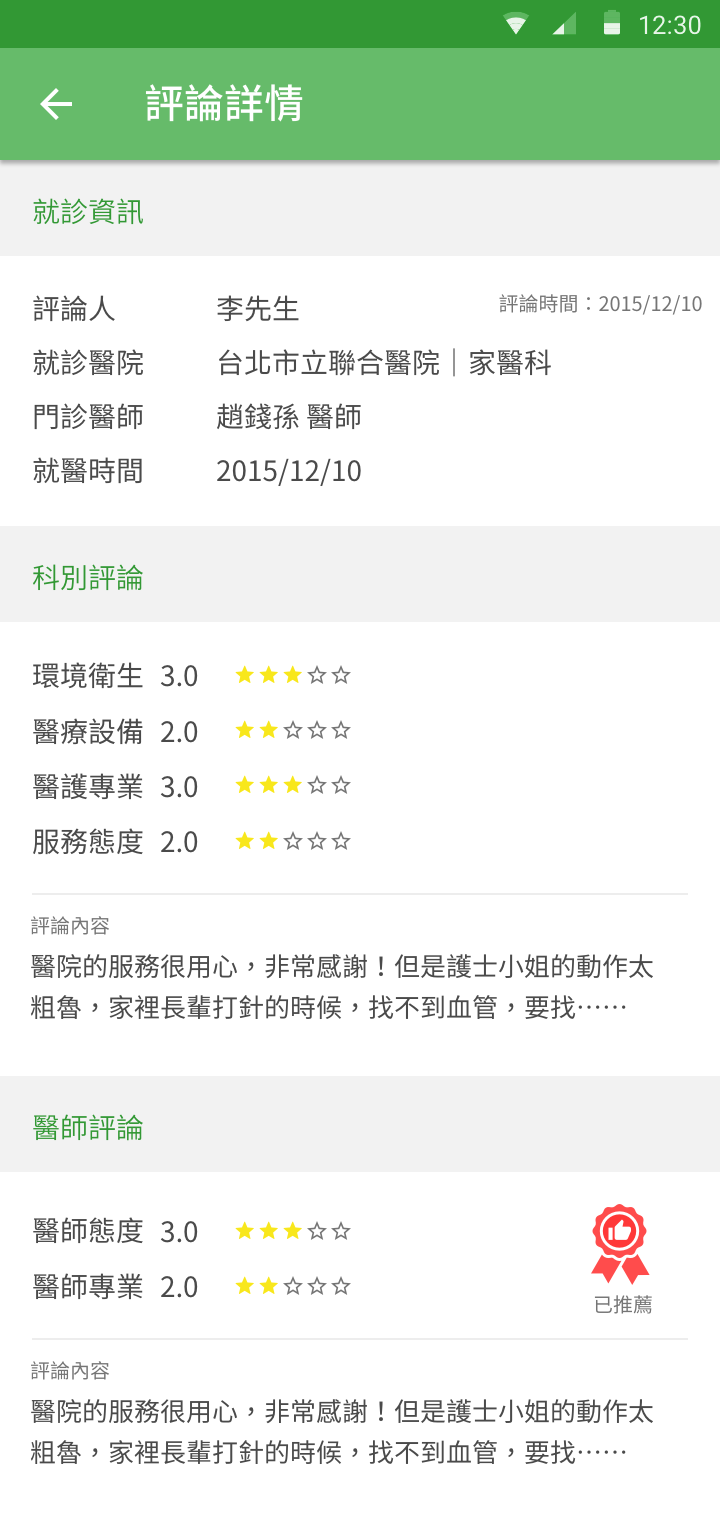 12:30
評論詳情
就診資訊
評論人 李先生 評論時間：2015/12/10
就診醫院 台北市立聯合醫院｜家醫科
門診醫師 趙錢孫 醫師
就醫時間 2015/12/10
科別評論
環境衛生 3.0
醫療設備 2.0
醫護專業 3.0
服務態度 2.0
評論內容
醫院的服務很用心，非常感謝！但是護士小姐的動作太
粗魯，家裡長輩打針的時候，找不到血管，要找⋯⋯
醫師評論
醫師態度 3.0
醫師專業 2.0
已推薦
評論內容
醫院的服務很用心，非常感謝！但是護士小姐的動作太
粗魯，家裡長輩打針的時候，找不到血管，要找⋯⋯